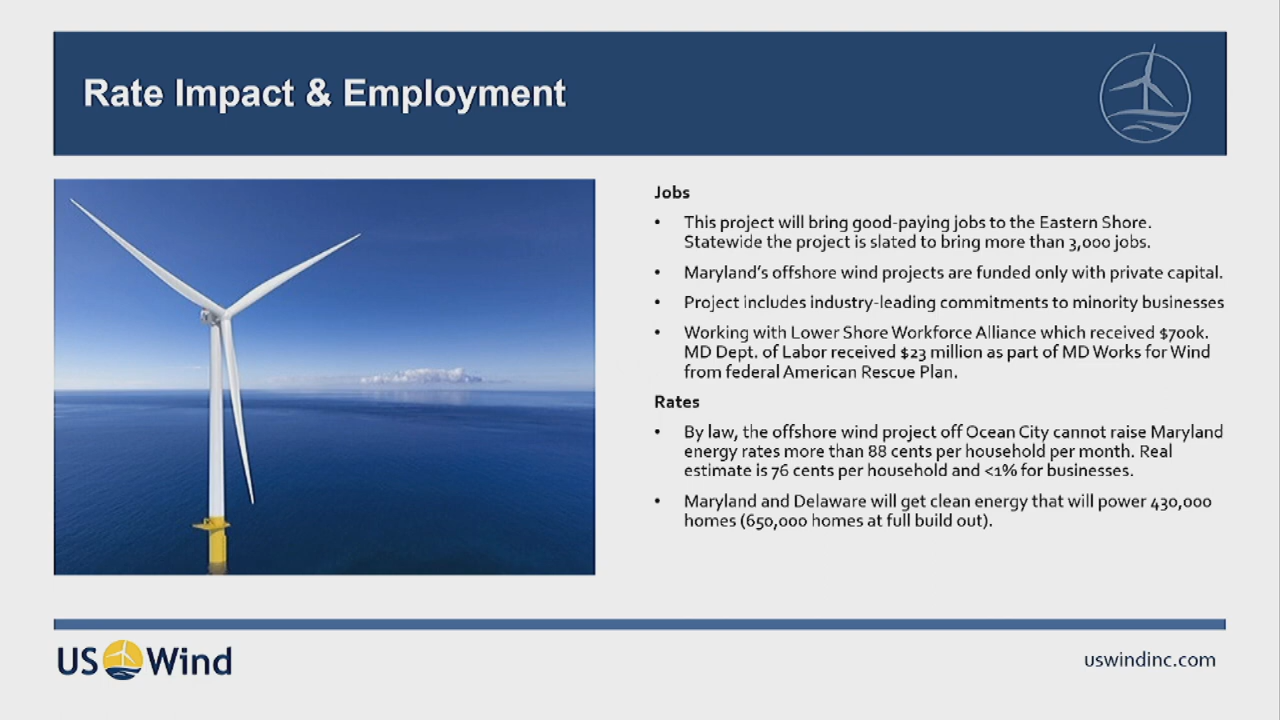 Rate Impact & Employment
Jobs
• This project will bring good-paying jobs to the Eastern Shore.
Statewide the project is slated to bring more than 3,000 jobs.
• Maryland's offshore wind projects are funded only with private capital.
• Project includes industry-leading commitments to minority businesses
• Working with Lower Shore Workforce Alliance which received $700k.
MD Dept. of Labor received $23 million as part of MD Works for Wind
from federal American Rescue Plan.
Rates
• By law, the offshore wind project off Ocean City cannot raise Maryland
energy rates more than 88 cents per household per month. Real
estimate is 76 cents per household and <1% for businesses.
• Maryland and Delaware will get clean energy that will power 430,000
homes (650,000 homes at full build out).
US Wind
uswindinc.com